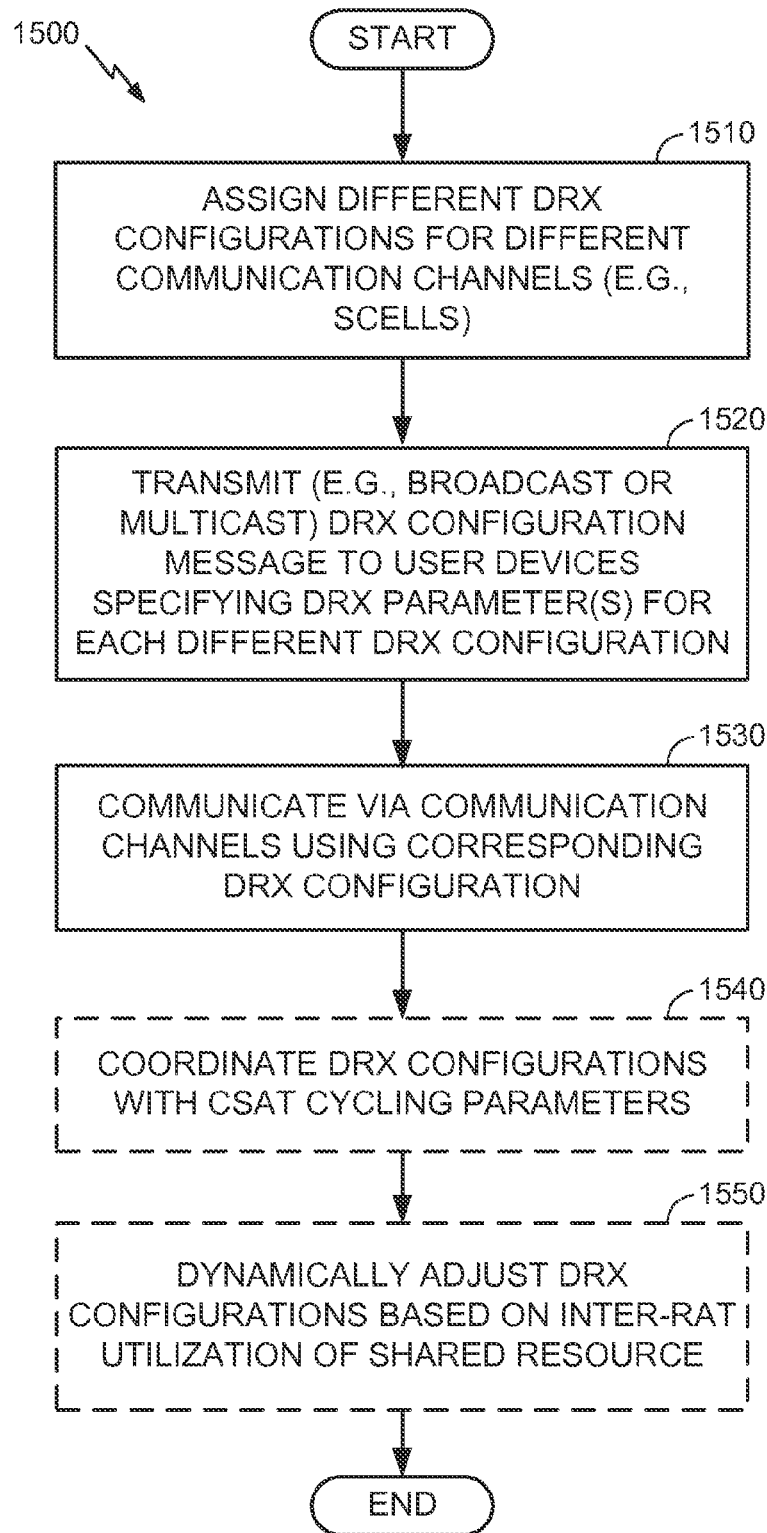 1500
START
1510
ASSIGN DIFFERENT DRX
CONFIGURATIONS FOR DIFFERENT
COMMUNICATION CHANNELS (E.G.,
SCELLS)
1520
TRANSMIT (E.G., BROADCAST OR
MULTICAST) DRX CONFIGURATION
MESSAGE TO USER DEVICES
SPECIFYING DRX PARAMETER(S) FOR
EACH DIFFERENT DRX CONFIGURATION
1530
COMMUNICATE VIA COMMUNICATION
CHANNELS USING CORRESPONDING
DRX CONFIGURATION
1540
COORDINATE DRX CONFIGURATIONS
WITH CSAT CYCLING PARAMETERS
1550
DYNAMICALLY ADJUST DRX
CONFIGURATIONS BASED ON INTER-RAT
UTILIZATION OF SHARED RESOURCE
END